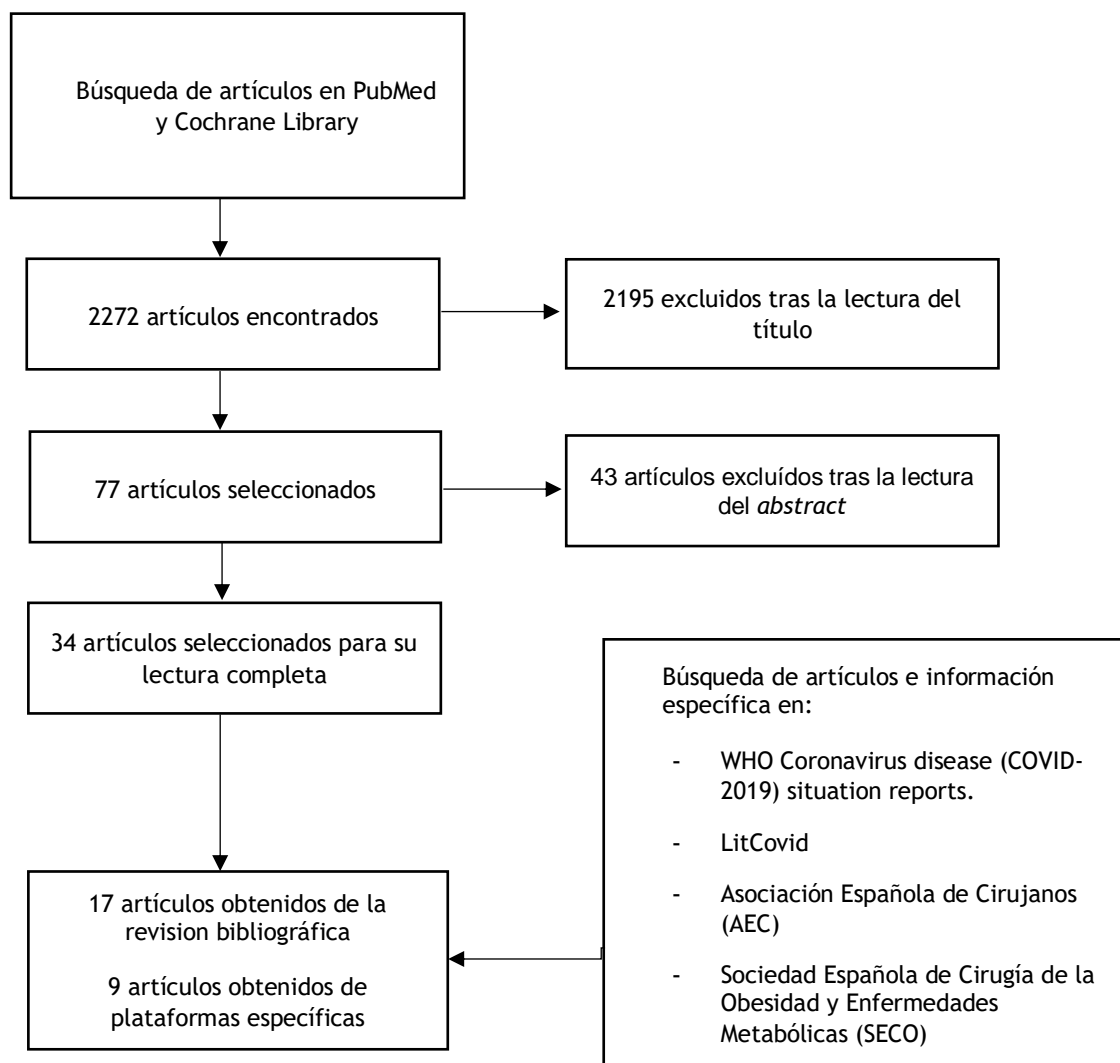 Búsqueda de artículos en PubMed
y Cochrane Library
2272 artículos encontrados
2195 excluidos tras la lectura del
título
77 artículos seleccionados
43 artículos excluídos tras la lectura
del abstract
34 artículos seleccionados para su
lectura completa
Búsqueda de artículos e información
específica en:
- WHO Coronavirus disease (COVID-
2019) situation reports.
- LitCovid
- Asociación Española de Cirujanos
(AEC)
- Sociedad Española de Cirugía de la
Obesidad y Enfermedades
Metabólicas (SECO)
17 artículos obtenidos de la
revision bibliográfica
9 artículos obtenidos de
plataformas específicas